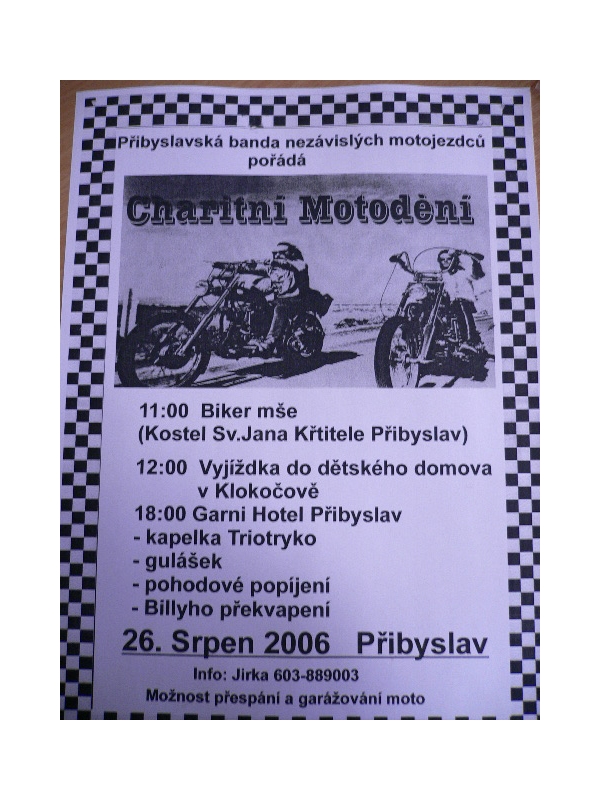 Přibyslavská banda nezávislých motojezdců
pořádá
Charitní Motodění
11:00 Biker mše
(Kostel Sv.Jana Křtitele Přibyslav)
12:00 Vyjíždka do dětského domova
v Klokočově
18:00 Garni Hotel Přibyslav
- kapelka Triotryko
- gulášek
- pohodové popíjení
- Billyho překvapení
26. Srpen 2006 Přibyslav
Info: Jirka 603-889003
Možnost přespání a garážování moto